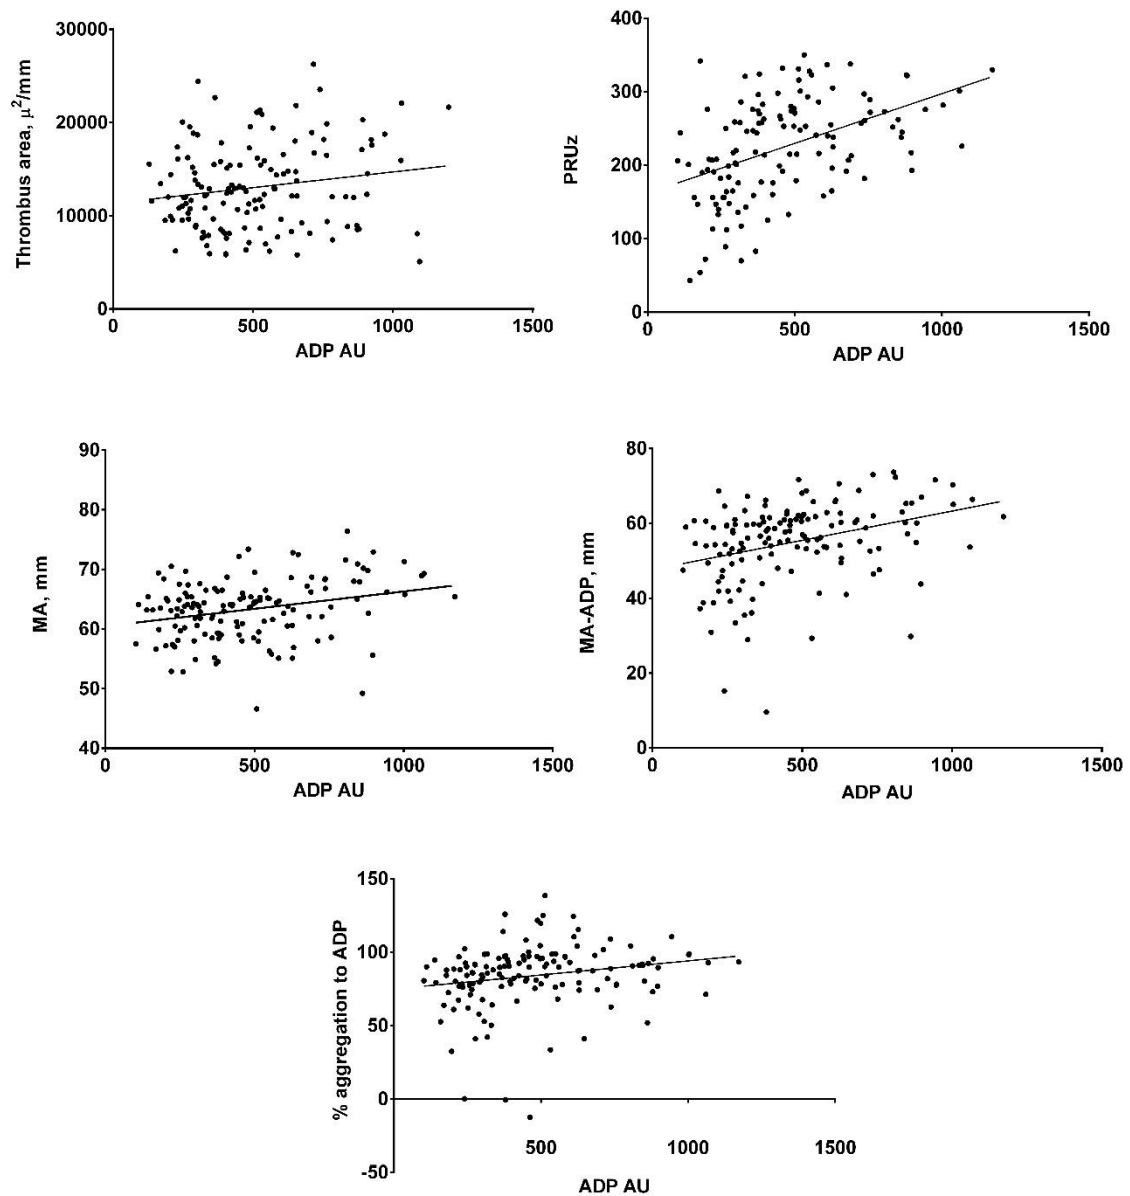 30000
20000
10000
0
Thrombus area, μ²/mm
0 500 1000 1500
ADP AU
400
300
200
100
0
PRUz
0 500 1000 1500
ADP AU
90
80
70
60
50
40
MA, mm
0 500 1000 1500
ADP AU
80
60
40
20
0
MA-ADP, mm
0 500 1000 1500
ADP AU
150
100
50
0
-50
% aggregation to ADP
500 1000 1500
ADP AU